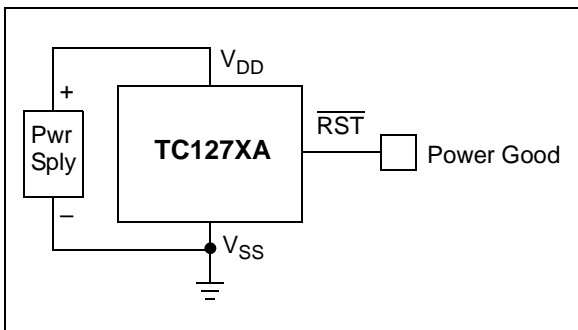 V_DD
+
RST
Pwr
Sply
TC127XA
Power Good
–
V_SS